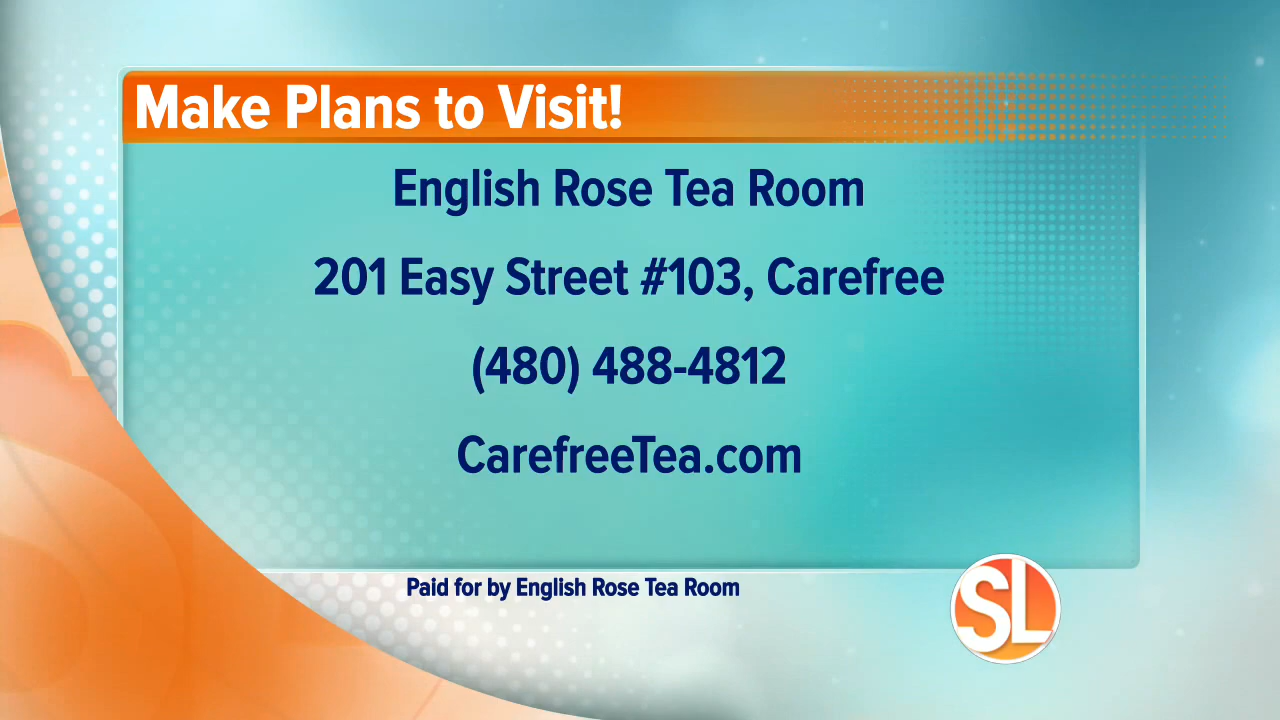 Make Plans to Visit!
English Rose Tea Room
201 Easy Street #103, Carefree
(480) 488-4812
CarefreeTea.com
Paid for by English Rose Tea Room
SL